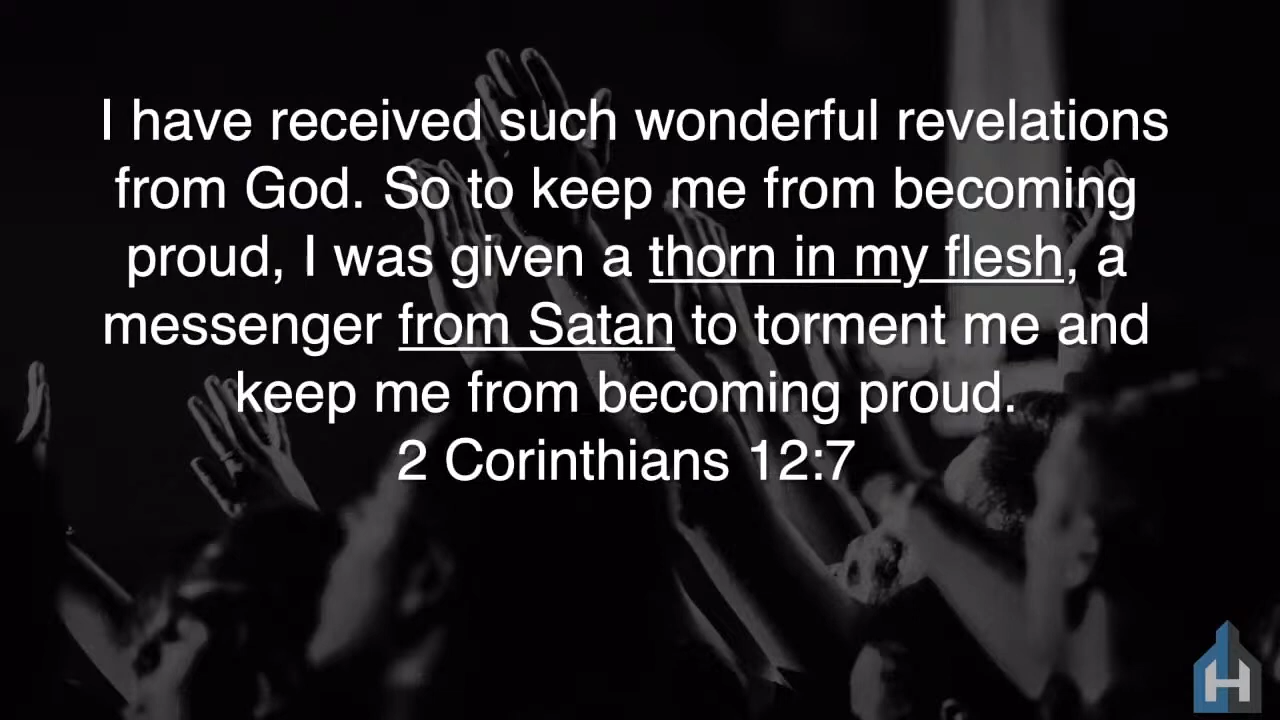 I have received such wonderful revelations
from God. So to keep me from becoming
proud, I was given a thorn in my flesh, a
messenger from Satan to torment me and
keep me from becoming proud.
2 Corinthians 12:7
H